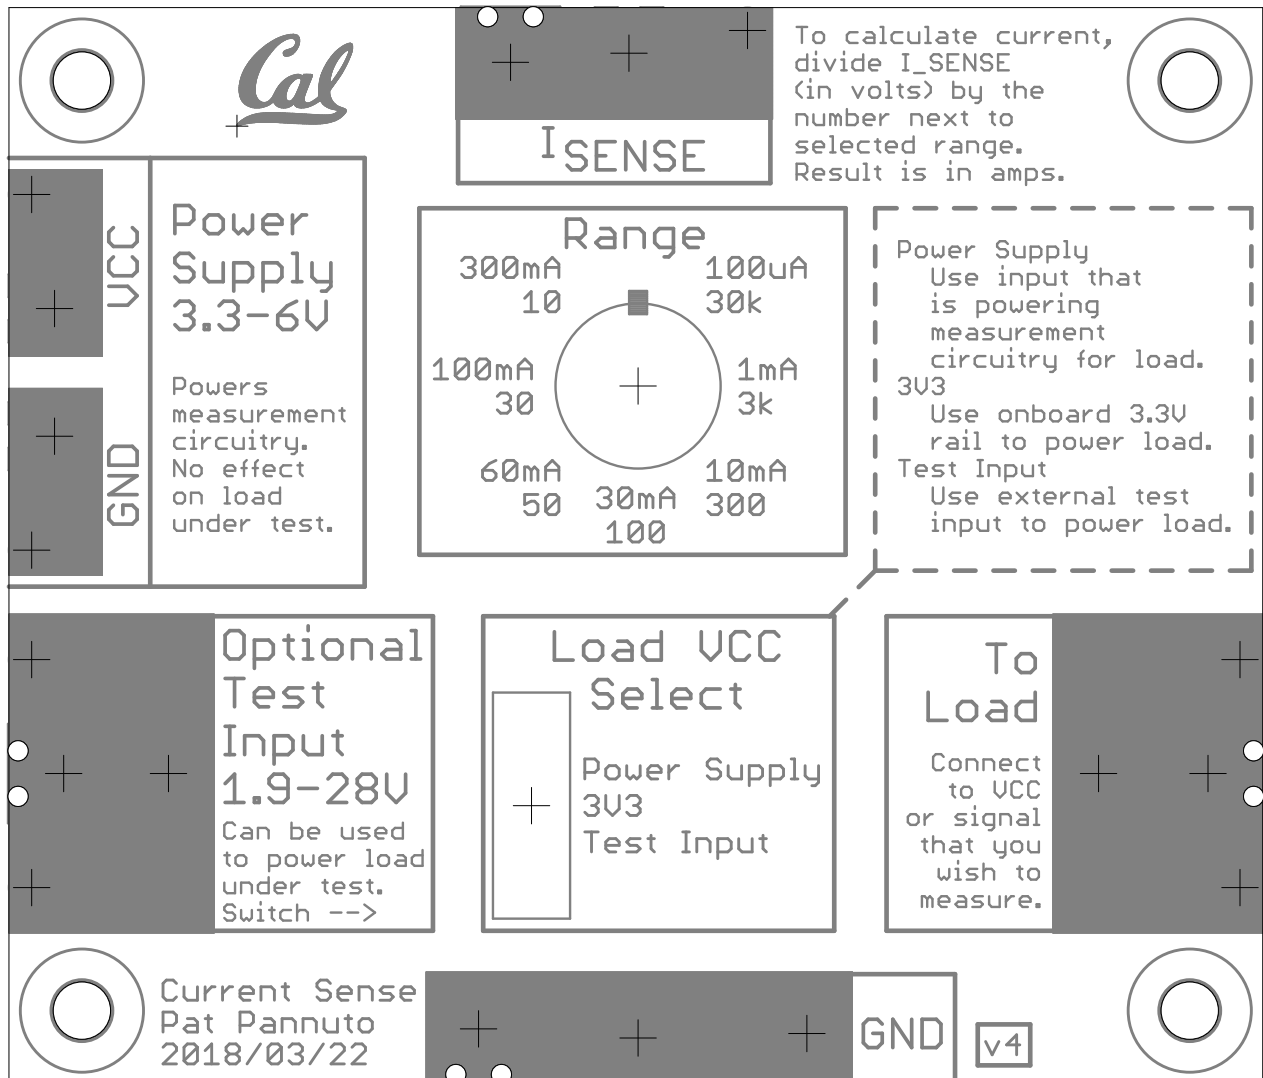 Cal
I SENSE
To calculate current,
divide I_SENSE
(in volts) by the
number next to
selected range.
Result is in amps.
VCC
GND
Power
Supply
3.3-6V
Powers
measurement
circuitry.
No effect
on load
under test.
Range
300mA
10
100uA
30k
100mA
30
1mA
3k
60mA
50
30mA
100
10mA
300
Power Supply
Use input that
is powering
measurement
circuitry for load.
3V3
Use onboard 3.3V
rail to power load.
Test Input
Use external test
input to power load.
Optional
Test
Input
1.9-28V
Can be used
to power load
under test.
Switch -->
Load VCC
Select
Power Supply
3V3
Test Input
To
Load
Connect
to VCC
or signal
that you
wish to
measure.
Current Sense
Pat Pannuto
2018/03/22
GND
v4